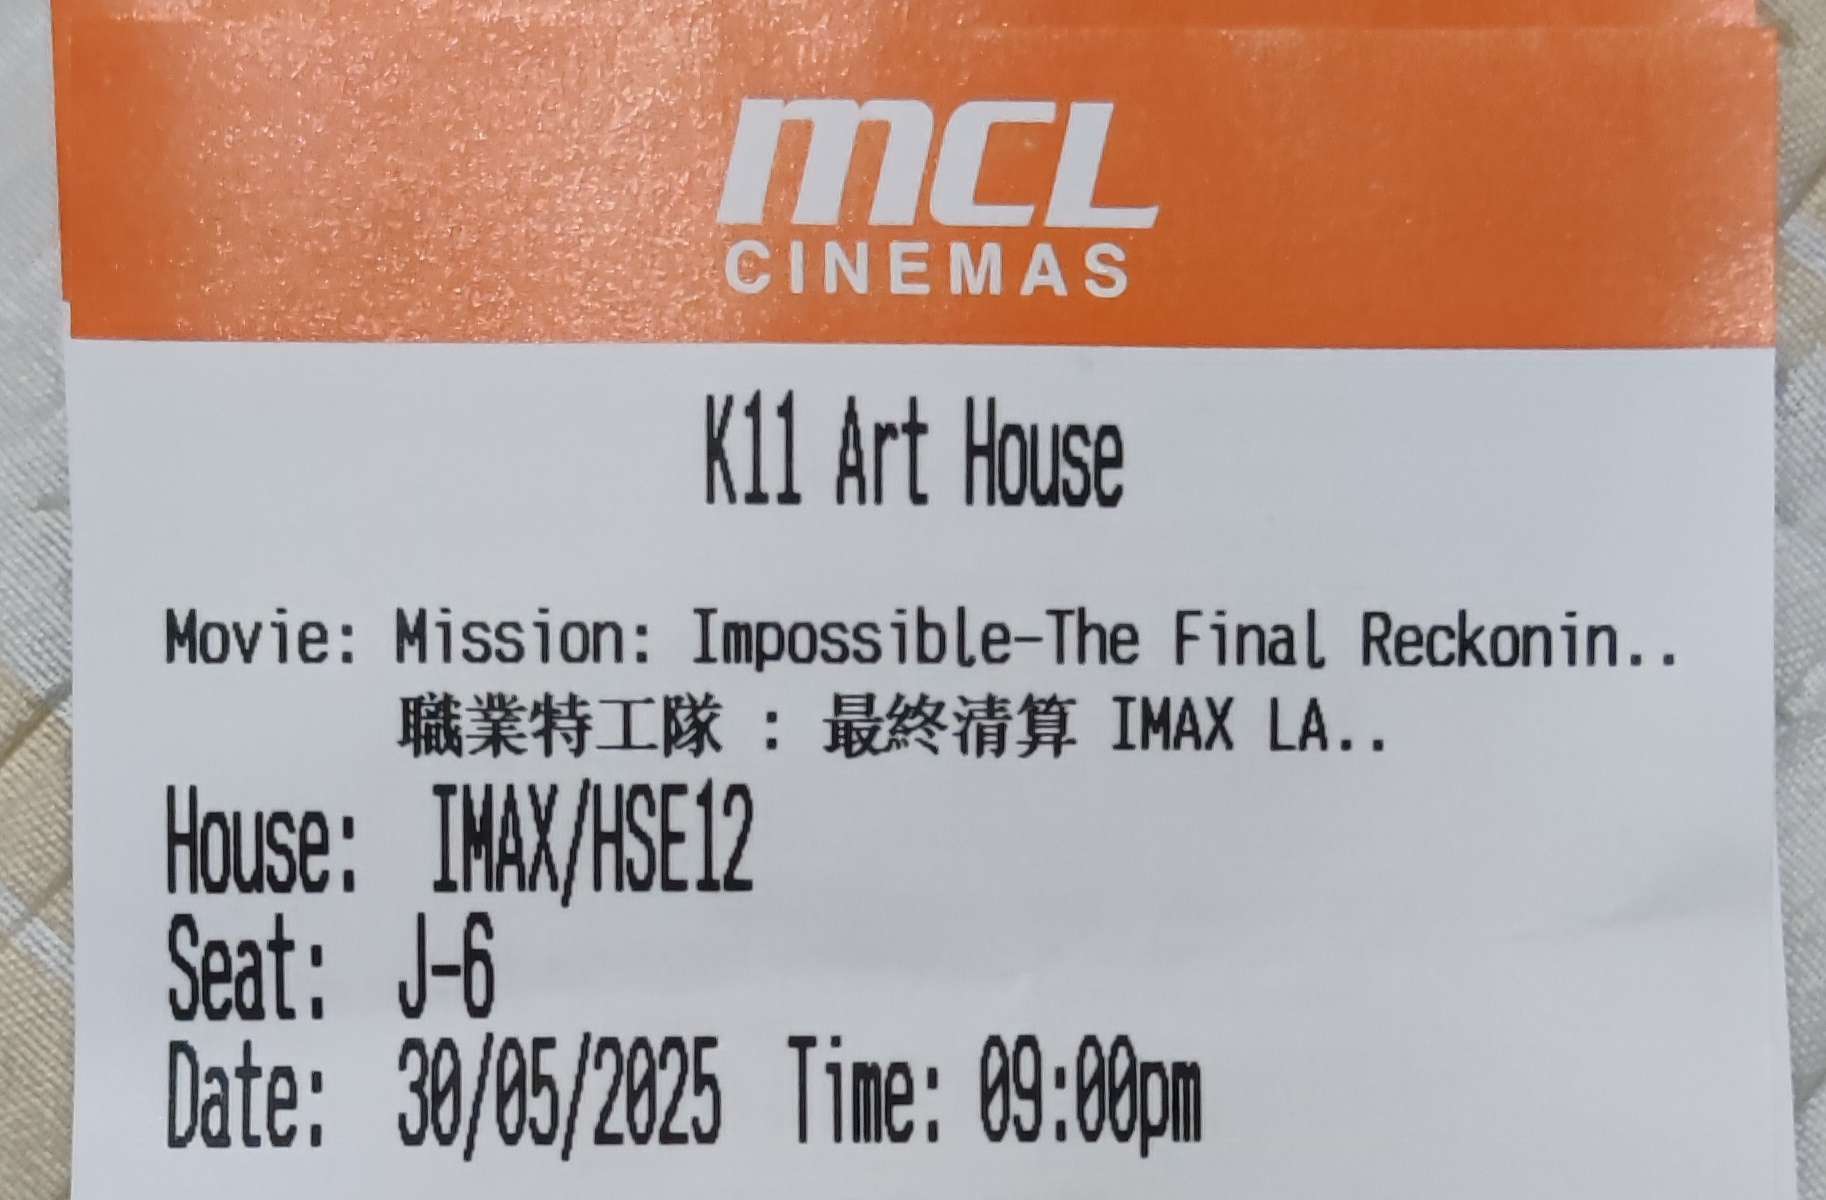 mCL
CINEMAS
K11 Art House
Movie: Mission: Impossible-The Final Reckonin..
職業特工隊 : 最終清算 IMAX LA..
House: IMAX/HSE12
Seat: J-6
Date: 30/05/2025 Time: 09:00pm